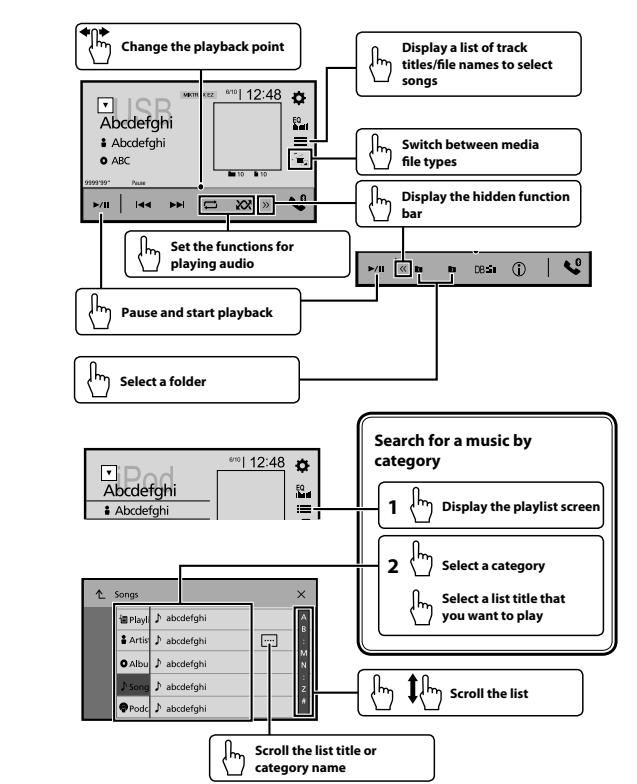 Change the playback point
Display a list of track
titles/file names to select
songs
USB
6/10 12:48
Abcdefghi
Abcdefghi
ABC
EQ
10 10
9999'99" Pause
Switch between media
file types
Display the hidden function
bar
Set the functions for
playing audio
DB
Pause and start playback
Select a folder
Search for a music by
category
iPod
6/10 12:48
Abcdefghi
Abcdefghi
EQ
1 Display the playlist screen
2 Select a category
Select a list title that
you want to play
Songs
Playli abcdefghi
Artis abcdefghi
Albu abcdefghi
Song abcdefghi
Podc abcdefghi
A
B
:
M
N
:
Z
#
Scroll the list
Scroll the list title or
category name